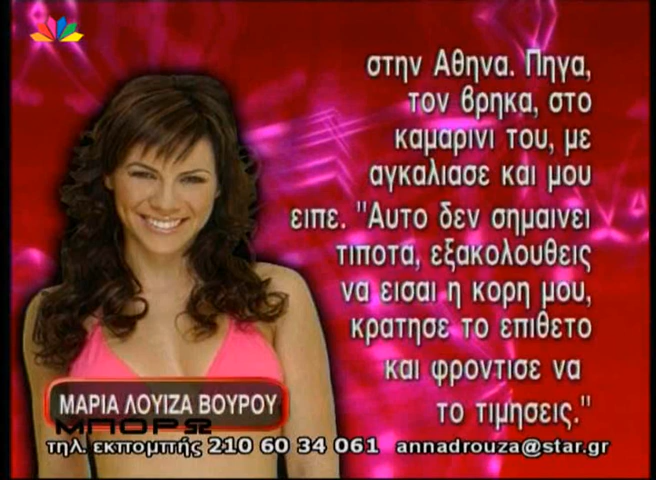 στην Αθηνα. Πηγα,
τον βρηκα, στο
καμαρινι του, με
αγκαλιασε και μου
ειπε. "Αυτο δεν σημαινει
τιποτα, εξακολουθεις
να εισαι η κορη μου,
κρατησε το επιθετο
και φροντισε να
το τιμησεις."
ΜΑΡΙΑ ΛΟΥΙΖΑ ΒΟΥΡΟΥ
ΜΠΟΡΩ
τηλ. εκπομπής 210 60 34 061 annadrouza@star.gr